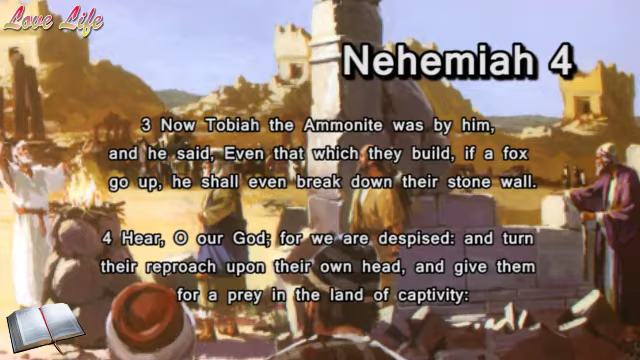 Love Life
Nehemiah 4
3 Now Tobiah the Ammonite was by him,
and he said, Even that which they build, if a fox
go up, he shall even break down their stone wall.
4 Hear, O our God; for we are despised: and turn
their reproach upon their own head, and give them
for a prey in the land of captivity: